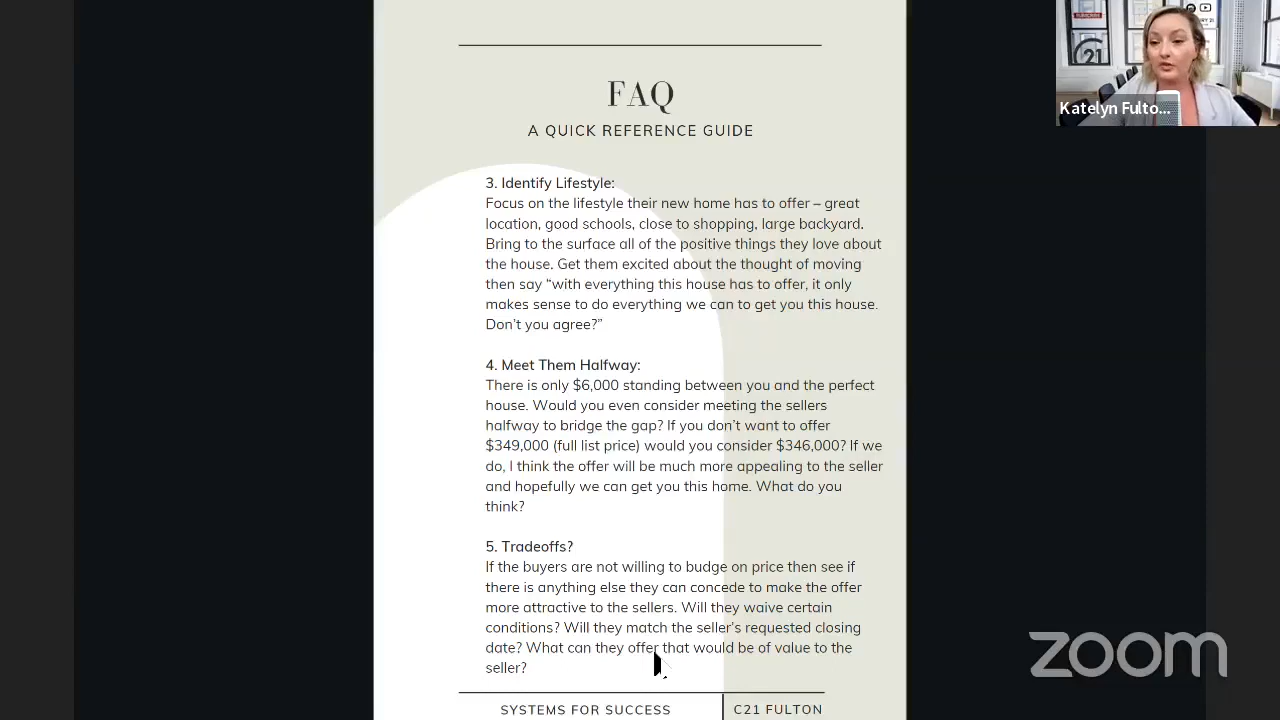 FAQ
A QUICK REFERENCE GUIDE
3. Identify Lifestyle:
Focus on the lifestyle their new home has to offer – great
location, good schools, close to shopping, large backyard.
Bring to the surface all of the positive things they love about
the house. Get them excited about the thought of moving
then say “with everything this house has to offer, it only
makes sense to do everything we can to get you this house.
Don’t you agree?”
4. Meet Them Halfway:
There is only $6,000 standing between you and the perfect
house. Would you even consider meeting the sellers
halfway to bridge the gap? If you don’t want to offer
$349,000 (full list price) would you consider $346,000? If we
do, I think the offer will be much more appealing to the seller
and hopefully we can get you this home. What do you
think?
5. Tradeoffs?
If the buyers are not willing to budge on price then see if
there is anything else they can concede to make the offer
more attractive to the sellers. Will they waive certain
conditions? Will they match the seller’s requested closing
date? What can they offer that would be of value to the
seller?
SYSTEMS FOR SUCCESS
C21 FULTON
21
Katelyn Fulto...
zoom